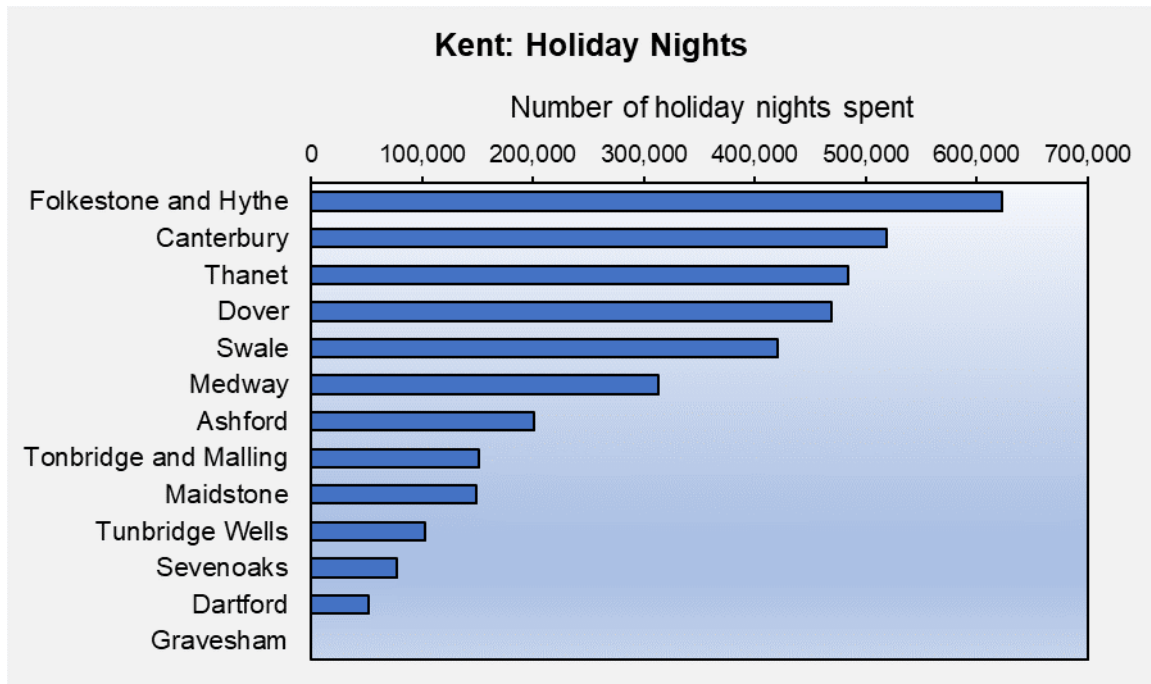 Kent: Holiday Nights
Number of holiday nights spent
0 100,000 200,000 300,000 400,000 500,000 600,000 700,000
Folkestone and Hythe
Canterbury
Thanet
Dover
Swale
Medway
Ashford
Tonbridge and Malling
Maidstone
Tunbridge Wells
Sevenoaks
Dartford
Gravesham